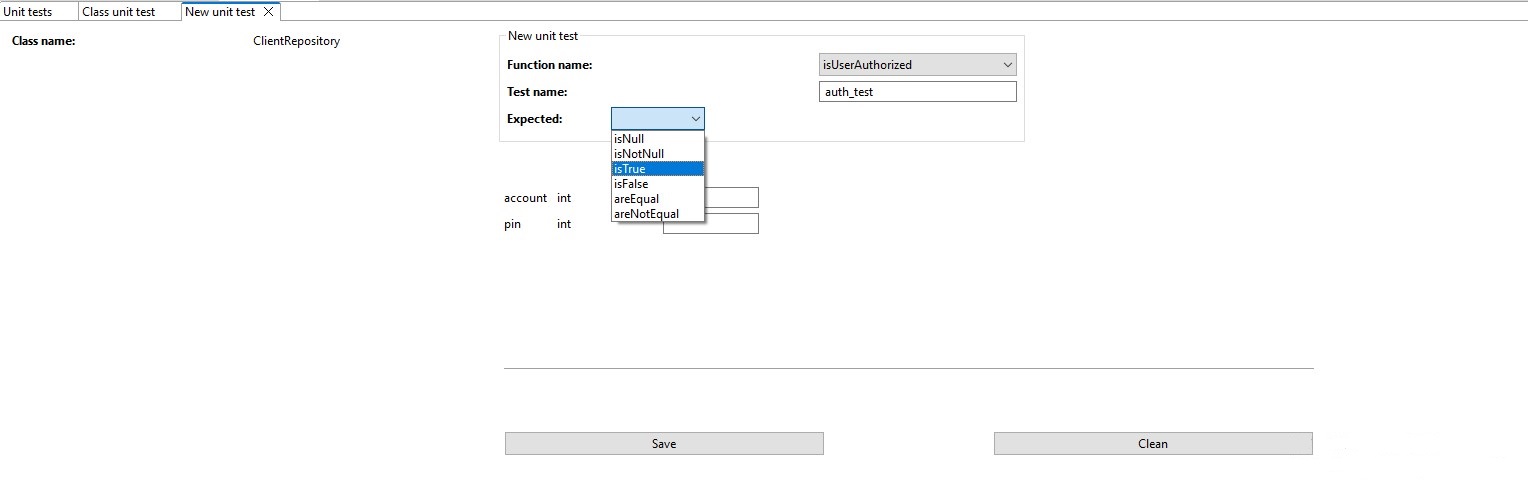 Unit tests Class unit test New unit test
Class name: ClientRepository
New unit test
Function name: isUserAuthorized
Test name: auth_test
Expected:
isNull
isNotNull
isTrue
isFalse
areEqual
areNotEqual
account int
pin int
Save Clean